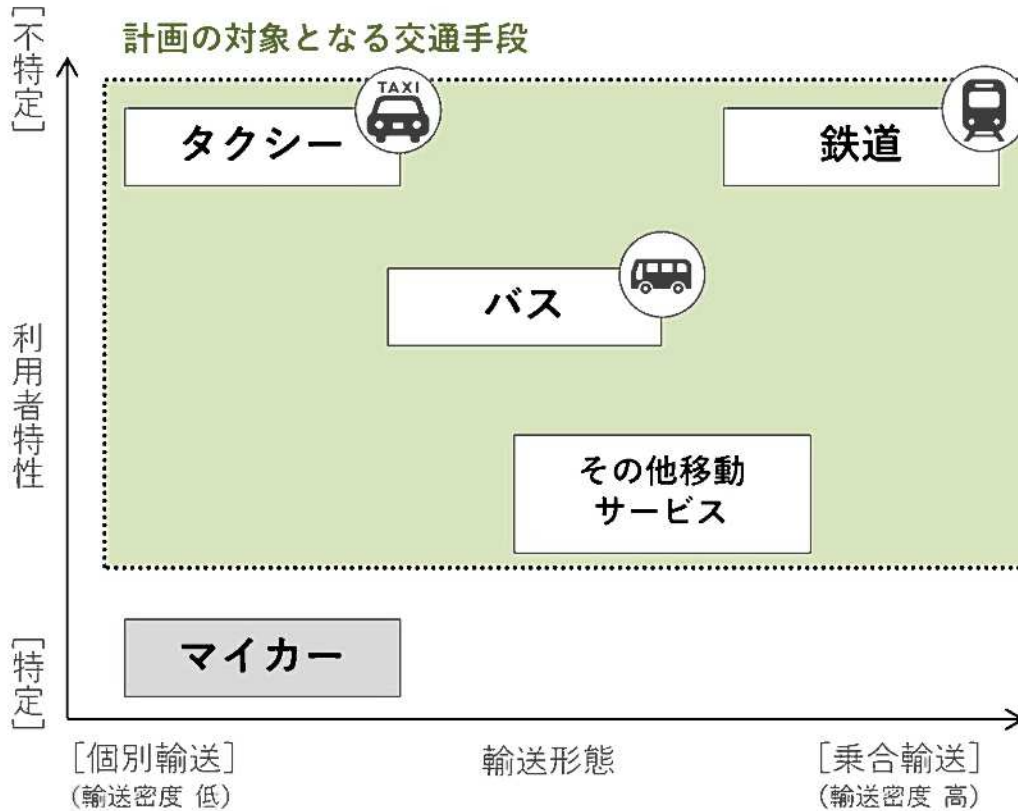 [不特定]
計画の対象となる交通手段
TAXI
タクシー
鉄道
バス
利用者特性
その他移動
サービス
マイカー
[特定]
[個別輸送]
(輸送密度 低)
輸送形態
[乗合輸送]
(輸送密度 高)